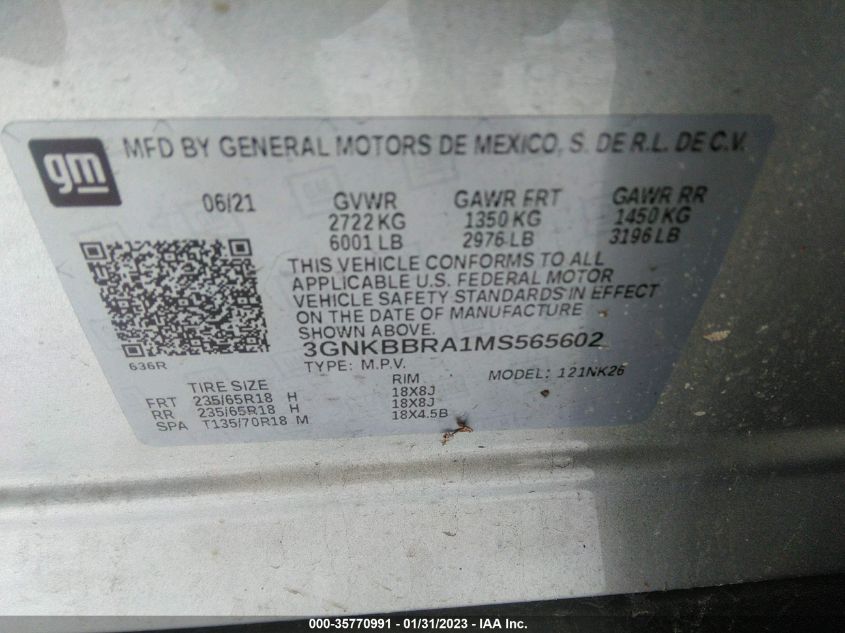 gm
MFD BY GENERAL MOTORS DE MEXICO, S. DE R.L. DE C.V.
06/21 GVWR GAWR FRT GAWR RR
2722 KG 1350 KG 1450 KG
6001 LB 2976 LB 3196 LB
THIS VEHICLE CONFORMS TO ALL
APPLICABLE U.S. FEDERAL MOTOR
VEHICLE SAFETY STANDARDS IN EFFECT
ON THE DATE OF MANUFACTURE
SHOWN ABOVE.
636R
3GNKBBRA1MS565602
TYPE: M.P.V. MODEL: 121NK26
TIRE SIZE RIM
FRT 235/65R18 H 18X8J
RR 235/65R18 H 18X8J
SPA T135/70R18 M 18X4.5B
000-35770991 - 01/31/2023 - IAA Inc.